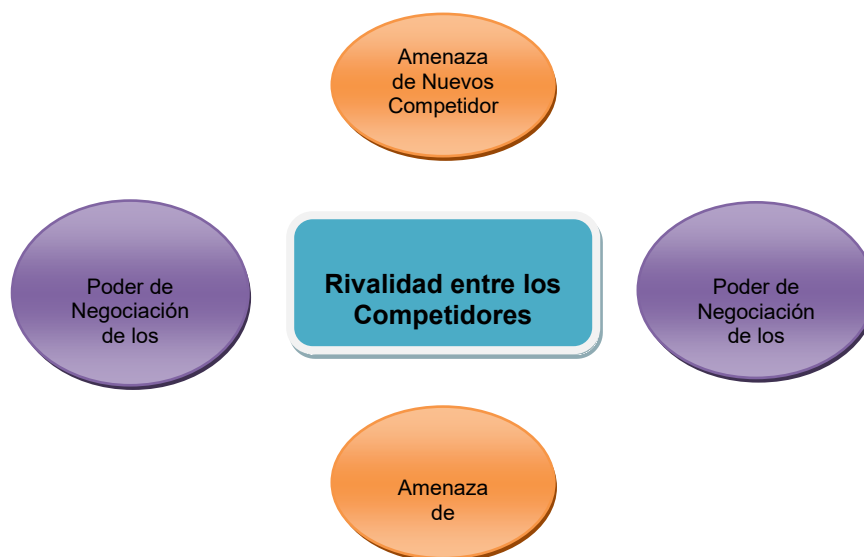 Amenaza
de Nuevos
Competidor
Poder de
Negociación
de los
Rivalidad entre los
Competidores
Poder de
Negociación
de los
Amenaza
de